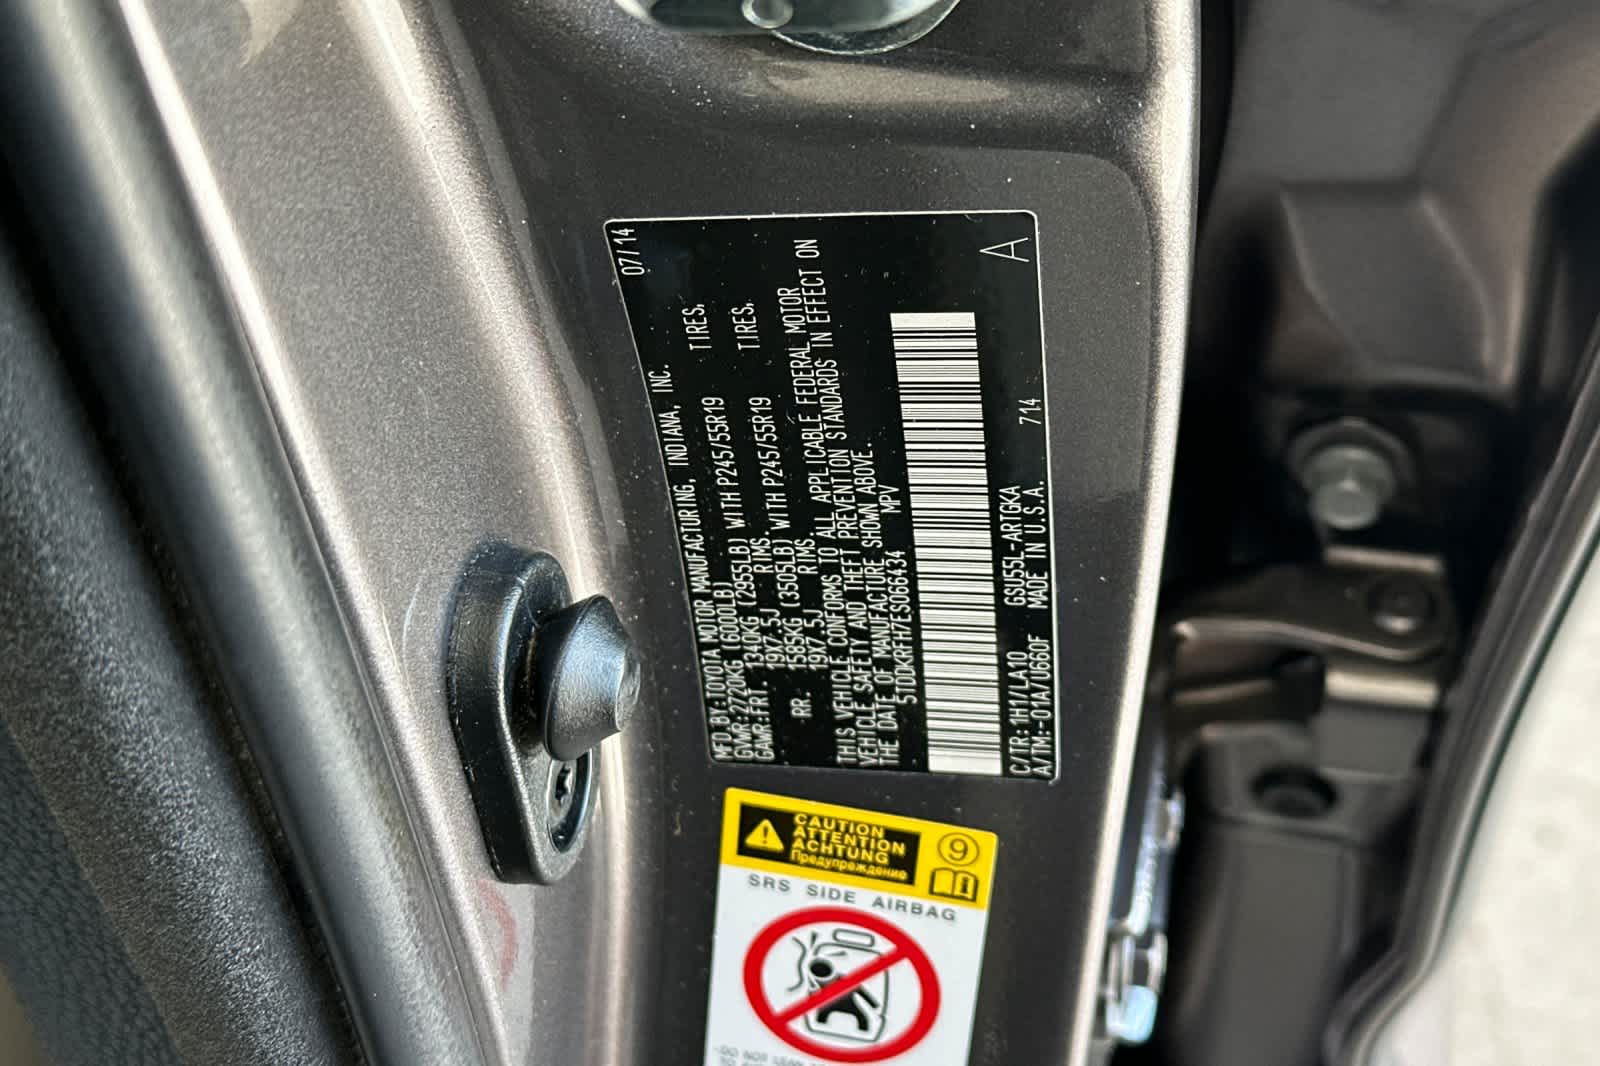 07/14
MFD.BY:TOYOTA MOTOR MANUFACTURING, INDIANA, INC.
GVWR:2720KG (6000LB)
GAWR:FRT. 1340KG (2955LB) WITH P245/55R19 TIRES,
19X7.5J RIMS.
RR. 1585KG (3505LB) WITH P245/55R19 TIRES,
19X7.5J RIMS.
THIS VEHICLE CONFORMS TO ALL APPLICABLE FEDERAL MOTOR
VEHICLE SAFETY AND THEFT PREVENTION STANDARDS IN EFFECT ON
THE DATE OF MANUFACTURE SHOWN ABOVE.
5TDDKRFH7ES066434 MPV
C/TR:1H1/LA10 GSU55L-ARTGKA 714
A/TM:-01A/U660F MADE IN U.S.A.
A
CAUTION
ATTENTION
ACHTUNG
Предупреждение
9
SRS SIDE AIRBAG
DO NOT LEAN